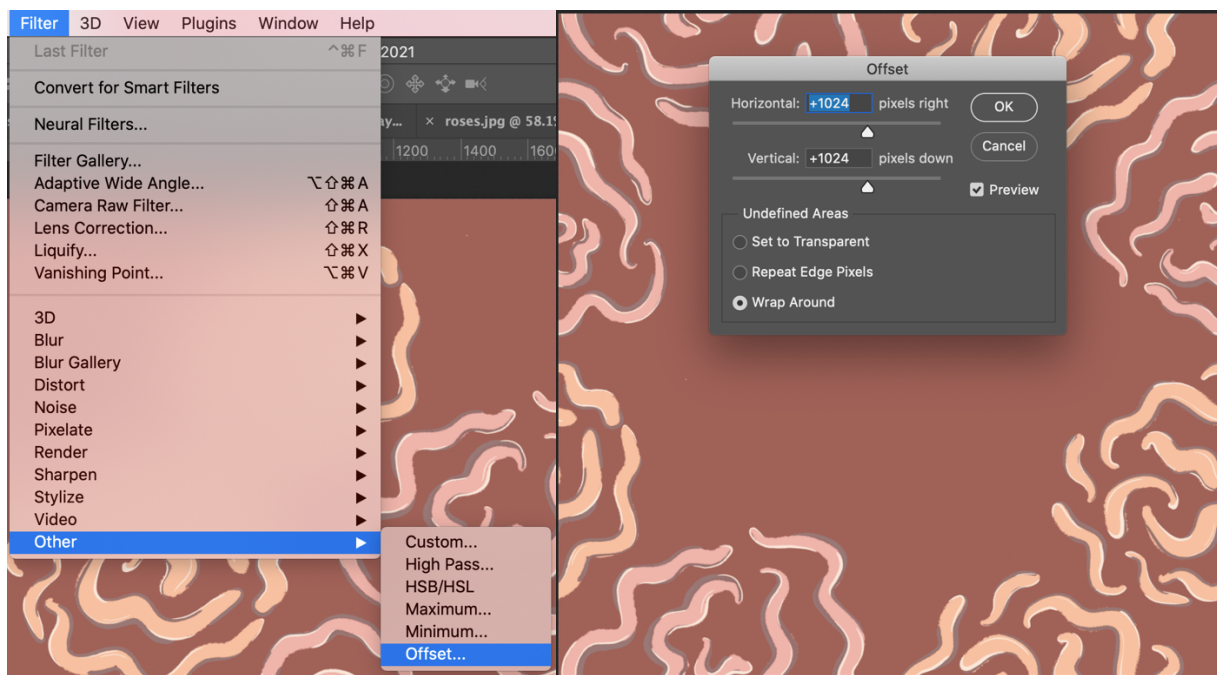 Filter 3D View Plugins Window Help
Last Filter ^⌘F
2021
Convert for Smart Filters
Neural Filters...
× roses.jpg @ 58.1
Filter Gallery...
1200 1400 160
Adaptive Wide Angle... ⌥⇧⌘A
Camera Raw Filter... ⇧⌘A
Lens Correction... ⇧⌘R
Liquify... ⇧⌘X
Vanishing Point... ⌥⌘V
3D
Blur
Blur Gallery
Distort
Noise
Pixelate
Render
Sharpen
Stylize
Video
Other
Custom...
High Pass...
HSB/HSL
Maximum...
Minimum...
Offset...
Offset
Horizontal: +1024 pixels right
OK
Vertical: +1024 pixels down
Cancel
Preview
Undefined Areas
Set to Transparent
Repeat Edge Pixels
Wrap Around